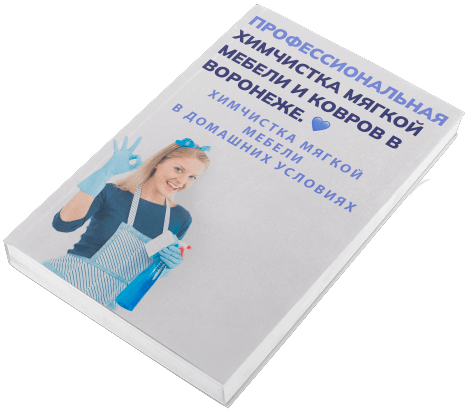 ПРОФЕССИОНАЛЬНАЯ
ХИМЧИСТКА МЯГКОЙ
МЕБЕЛИ И КОВРОВ В
ВОРОНЕЖЕ. 💙
ХИМЧИСТКА МЯГКОЙ
МЕБЕЛИ
В ДОМАШНИХ УСЛОВИЯХ